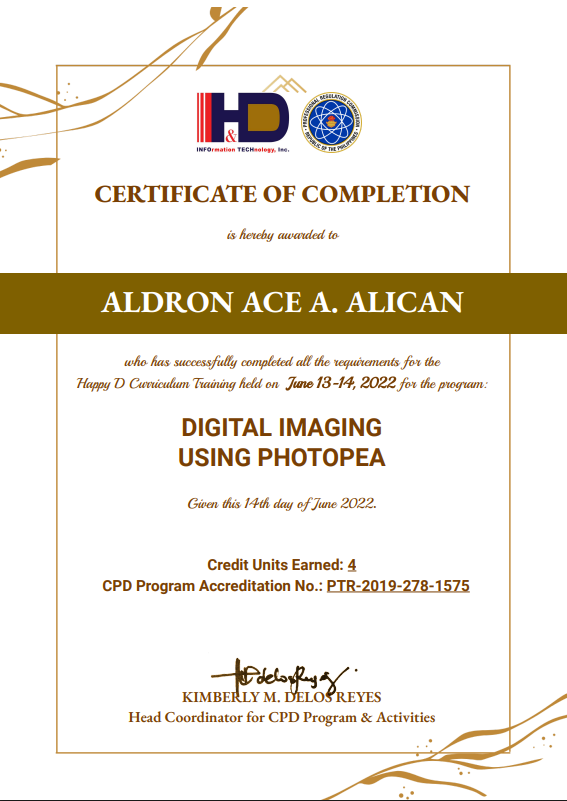 H&D
INFOrmation TECHnology, Inc.
PROFESSIONAL REGULATION COMMISSION
REPUBLIC OF THE PHILIPPINES
CERTIFICATE OF COMPLETION
is hereby awarded to
ALDRON ACE A. ALICAN
who has successfully completed all the requirements for tbe
Happy D Curriculum Training held on June 13-14, 2022 for the program:
DIGITAL IMAGING
USING PHOTOPEA
Given this 14th day of June 2022.
Credit Units Earned: 4
CPD Program Accreditation No.: PTR-2019-278-1575
KIMBERLY M. DELOS REYES
Head Coordinator for CPD Program & Activities